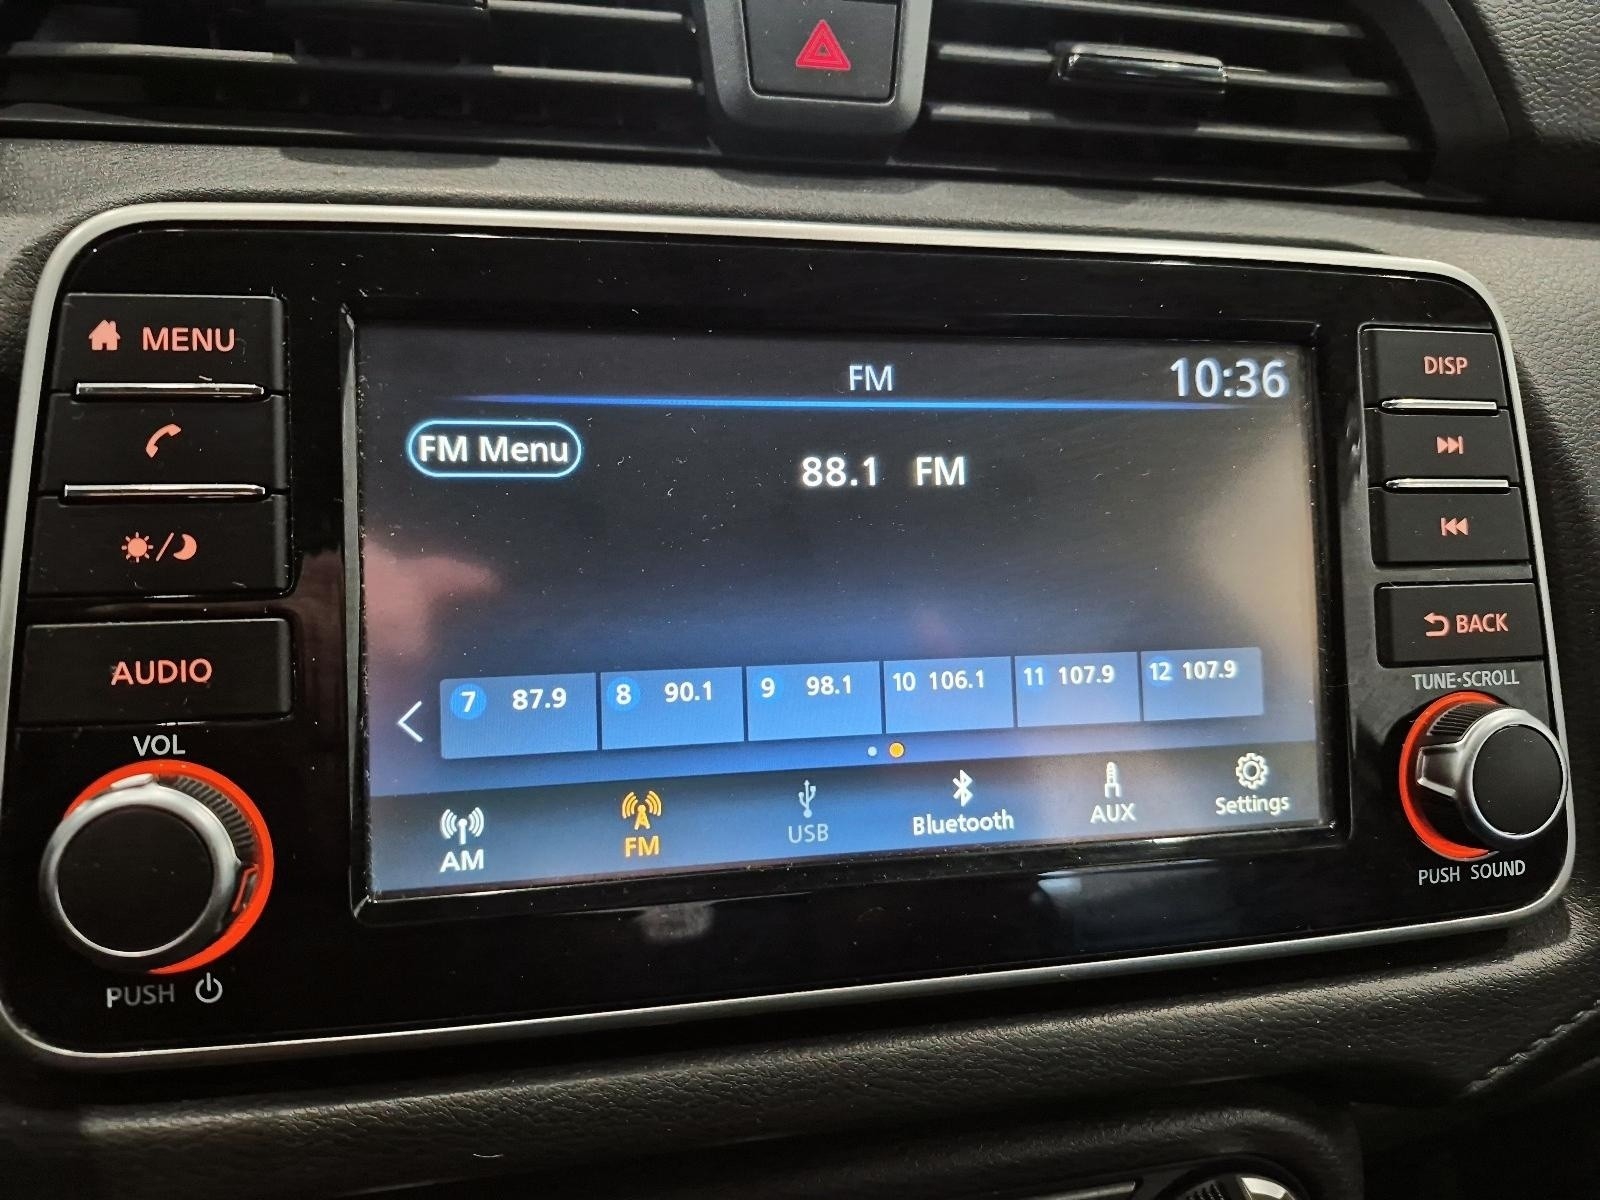 MENU
AUDIO
VOL
PUSH
FM
10:36
FM Menu
88.1 FM
7 87.9
8 90.1
9 98.1
10 106.1
11 107.9
12 107.9
AM
FM
USB
Bluetooth
AUX
Settings
DISP
BACK
TUNE·SCROLL
PUSH SOUND